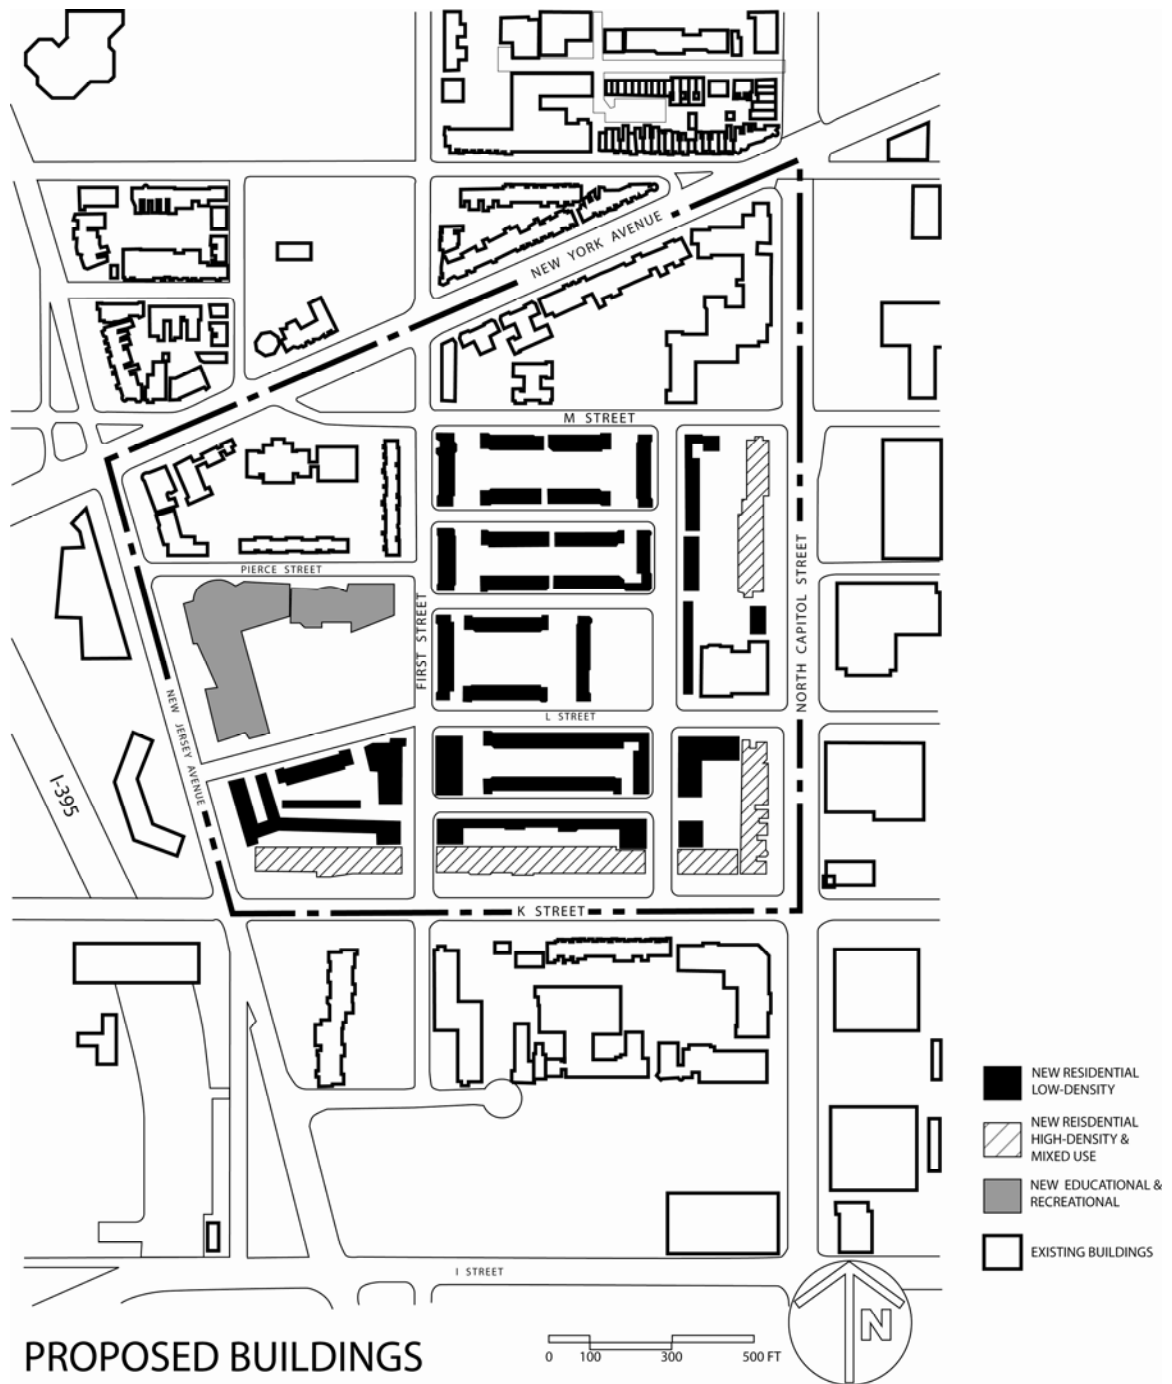 NEW YORK AVENUE
M STREET
PIERCE STREET
FIRST STREET
NORTH CAPITOL STREET
L STREET
NEW JERSEY AVENUE
I-395
K STREET
NEW RESIDENTIAL
LOW-DENSITY
NEW REISDENTIAL
HIGH-DENSITY &
MIXED USE
NEW EDUCATIONAL &
RECREATIONAL
EXISTING BUILDINGS
I STREET
N
PROPOSED BUILDINGS
0 100 300 500 FT